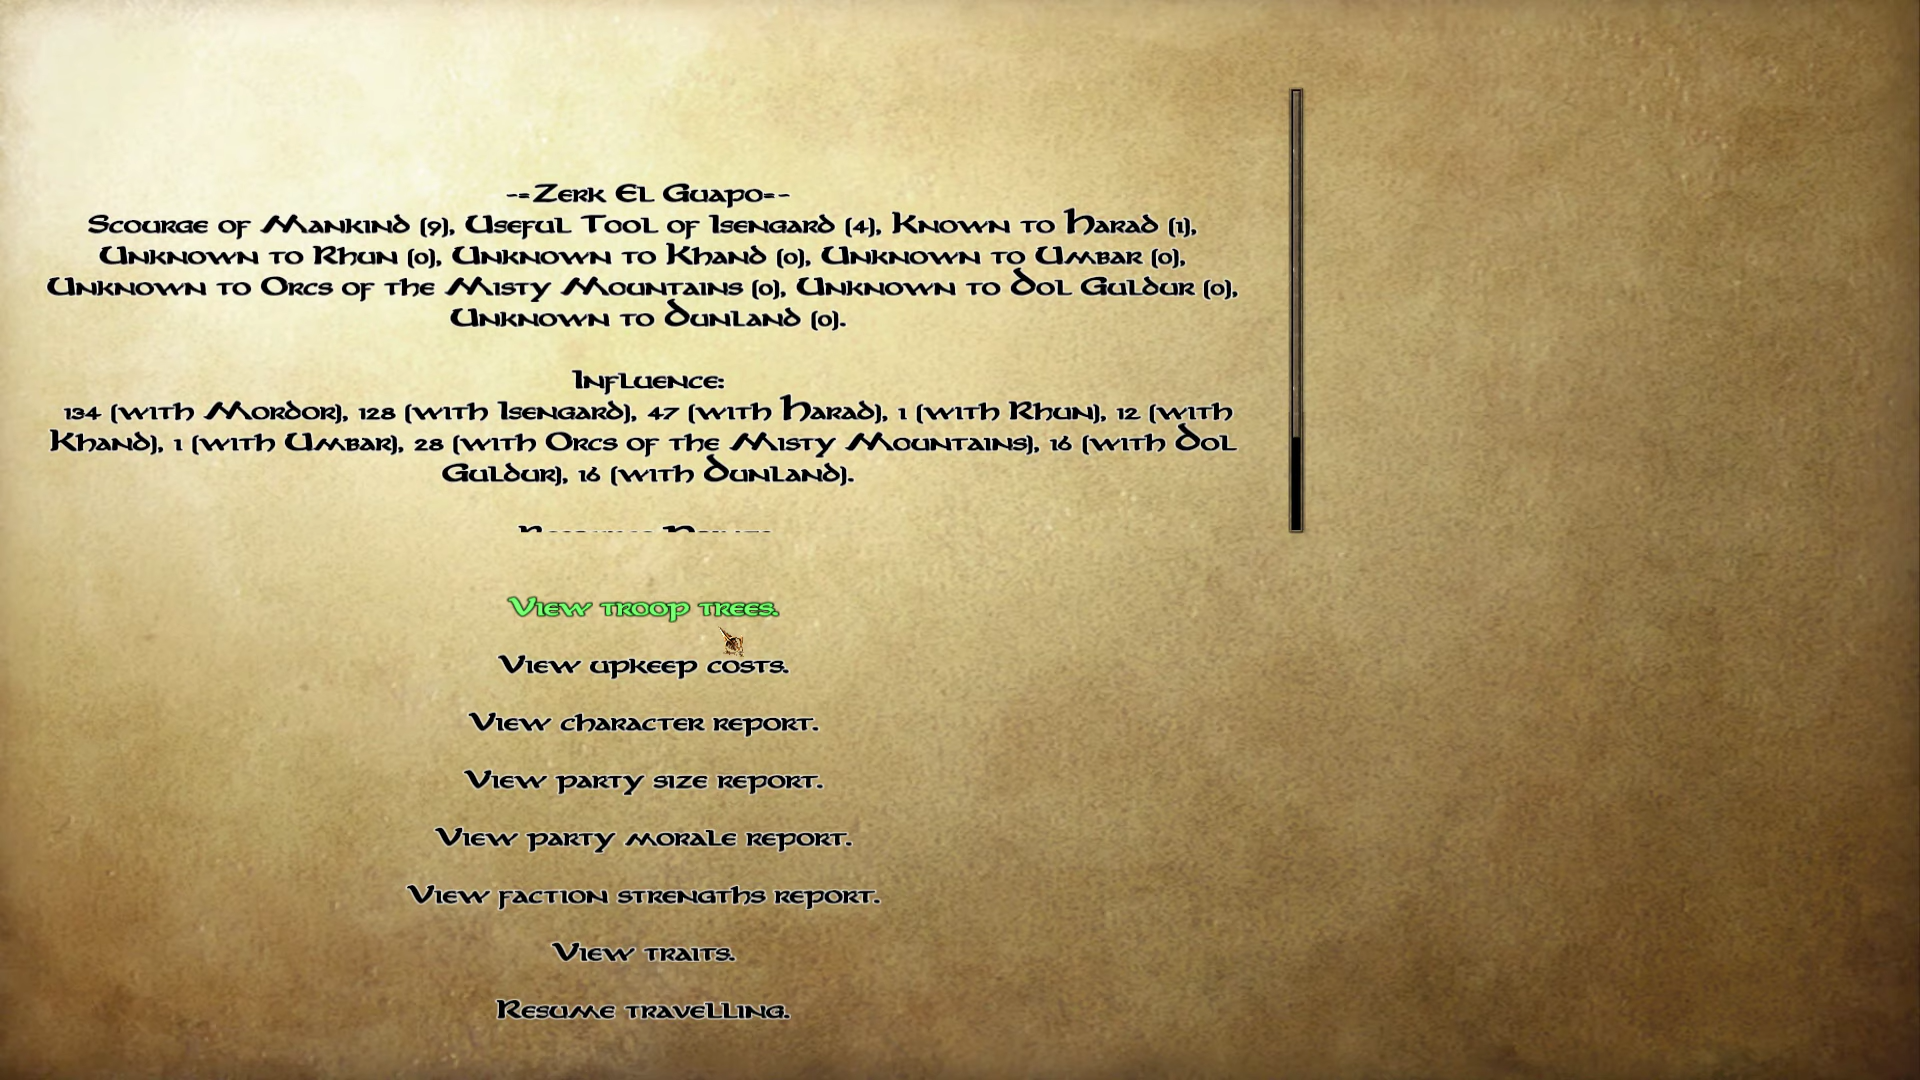 -=Zerk El Guapo=-
Scourge of Mankind (9), Useful Tool of Isengard (4), Known to Harad (1),
Unknown to Rhun (0), Unknown to Khand (0), Unknown to Umbar (0),
Unknown to Orcs of the Misty Mountains (0), Unknown to Dol Guldur (0),
Unknown to Dunland (0).
Influence:
134 (with Mordor), 128 (with Isengard), 47 (with Harad), 1 (with Rhun), 12 (with
Khand), 1 (with Umbar), 28 (with Orcs of the Misty Mountains), 16 (with Dol
Guldur), 16 (with Dunland).
View troop trees.
View upkeep costs.
View character report.
View party size report.
View party morale report.
View faction strengths report.
View traits.
Resume travelling.